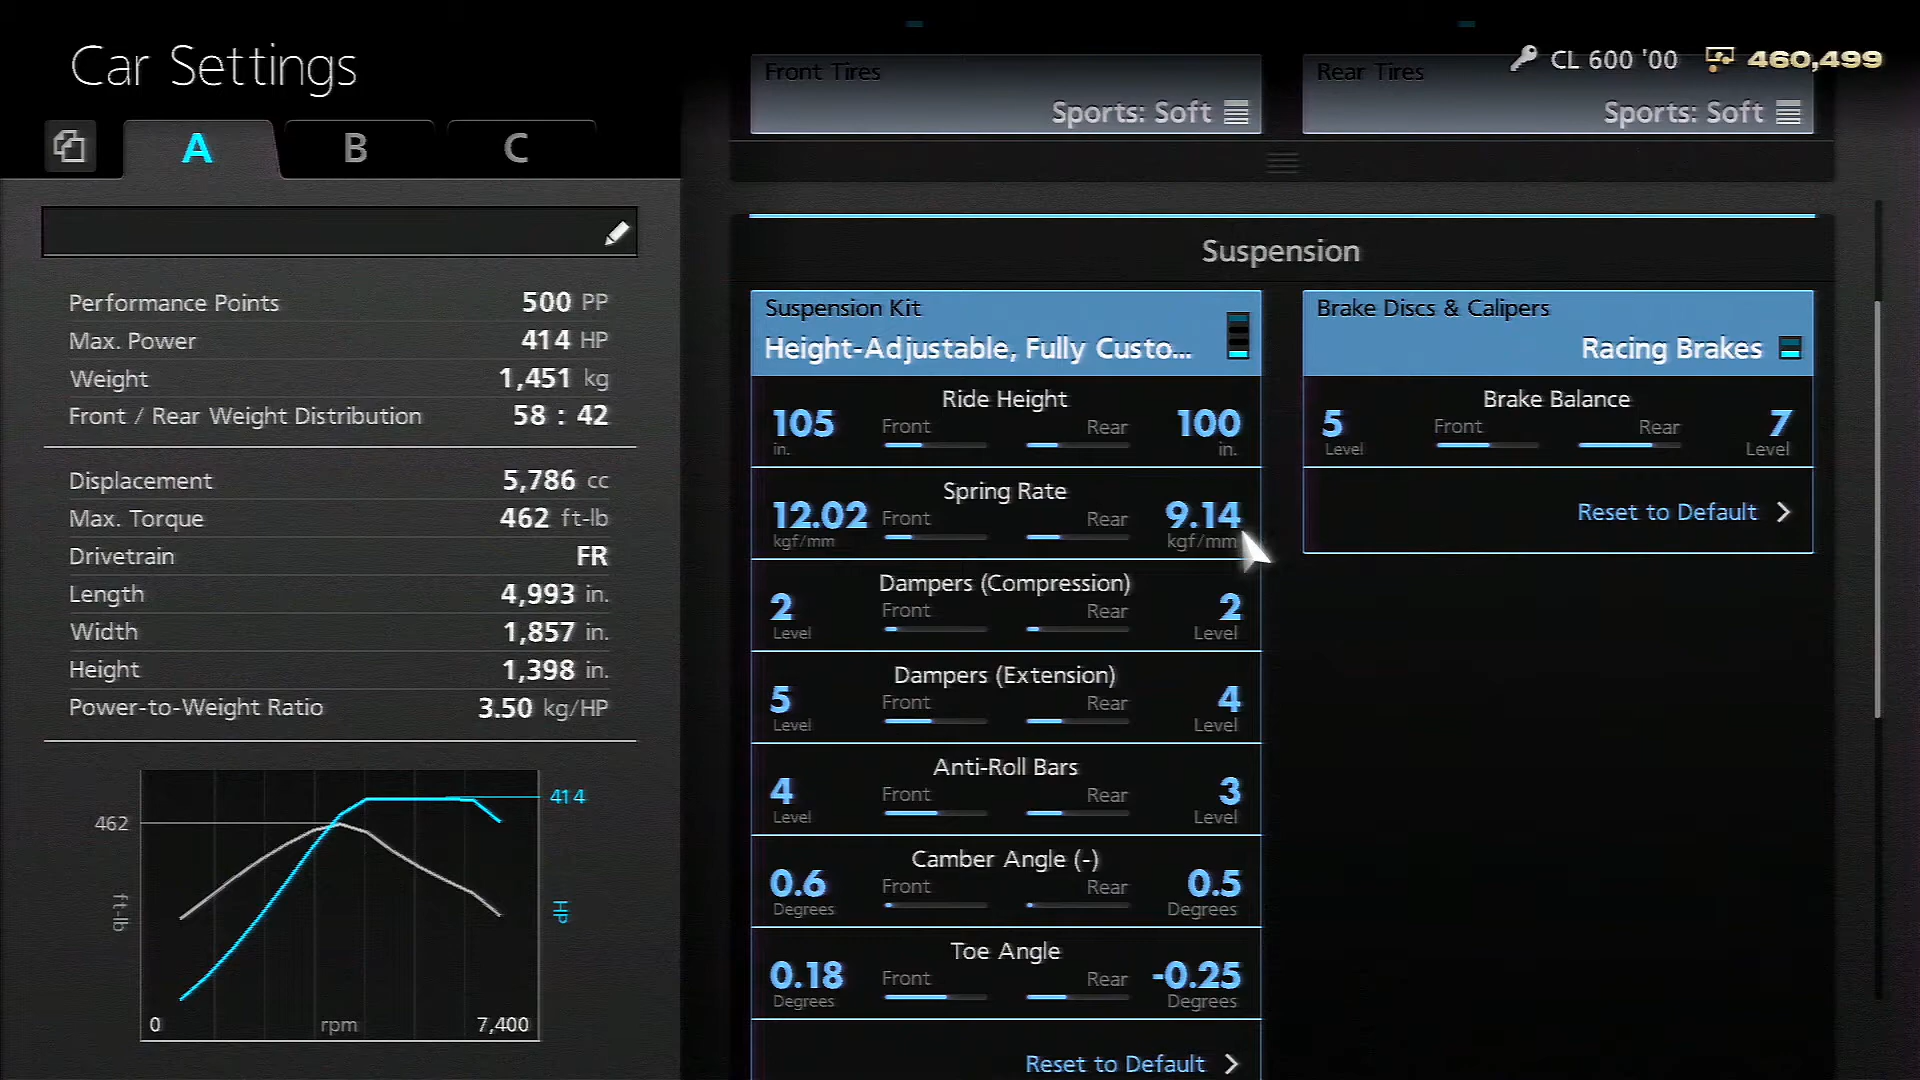 Car Settings
CL 600 '00
460,499
A
B
C
Performance Points 500 PP
Max. Power 414 HP
Weight 1,451 kg
Front / Rear Weight Distribution 58 : 42
Displacement 5,786 cc
Max. Torque 462 ft-lb
Drivetrain FR
Length 4,993 in.
Width 1,857 in.
Height 1,398 in.
Power-to-Weight Ratio 3.50 kg/HP
414
462
ft-lb
HP
0 rpm 7,400
Front Tires
Sports: Soft
Rear Tires
Sports: Soft
Suspension
Suspension Kit
Height-Adjustable, Fully Custo...
Ride Height
105 Front Rear 100
in. in.
Spring Rate
12.02 Front Rear 9.14
kgf/mm kgf/mm
Dampers (Compression)
2 Front Rear 2
Level Level
Dampers (Extension)
5 Front Rear 4
Level Level
Anti-Roll Bars
4 Front Rear 3
Level Level
Camber Angle (-)
0.6 Front Rear 0.5
Degrees Degrees
Toe Angle
0.18 Front Rear -0.25
Degrees Degrees
Reset to Default
Brake Discs & Calipers
Racing Brakes
Brake Balance
5 Front Rear 7
Level Level
Reset to Default